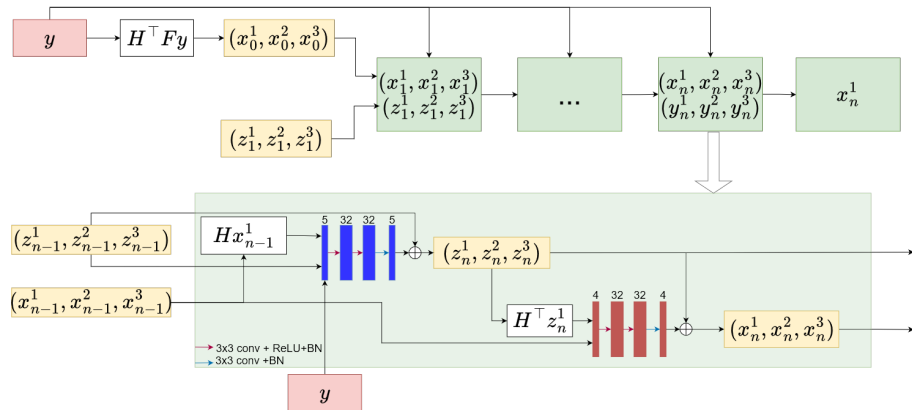 y
H^⊤ Fy
(x_0^1, x_0^2, x_0^3)
(z_1^1, z_1^2, z_1^3)
(x_1^1, x_1^2, x_1^3)
(z_1^1, z_1^2, z_1^3)
...
(x_n^1, x_n^2, x_n^3)
(y_n^1, y_n^2, y_n^3)
x_n^1
(z_{n-1}^1, z_{n-1}^2, z_{n-1}^3)
(x_{n-1}^1, x_{n-1}^2, x_{n-1}^3)
Hx_{n-1}^1
5 32 32 5
(z_n^1, z_n^2, z_n^3)
H^⊤ z_n^1
4 32 32 4
(x_n^1, x_n^2, x_n^3)
3x3 conv + ReLU+BN
3x3 conv +BN
y